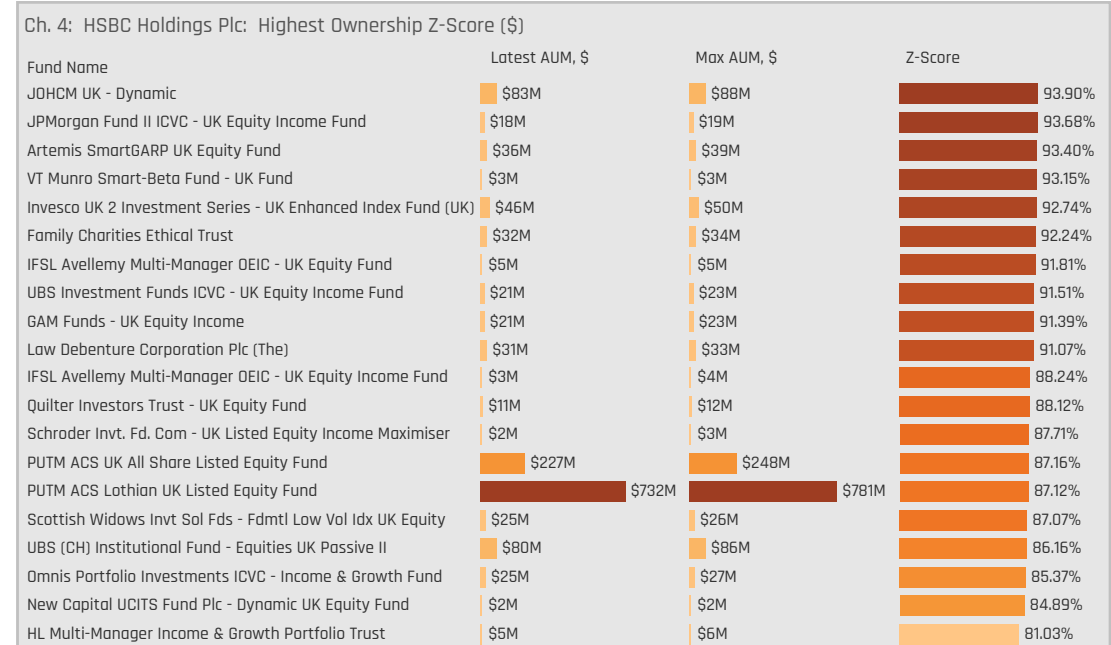 Ch. 4: HSBC Holdings Plc: Highest Ownership Z-Score ($)
Fund Name Latest AUM, $ Max AUM, $ Z-Score
JOHCM UK - Dynamic $83M $88M 93.90%
JPMorgan Fund II ICVC - UK Equity Income Fund $18M $19M 93.68%
Artemis SmartGARP UK Equity Fund $36M $39M 93.40%
VT Munro Smart-Beta Fund - UK Fund $3M $3M 93.15%
Invesco UK 2 Investment Series - UK Enhanced Index Fund (UK) $46M $50M 92.74%
Family Charities Ethical Trust $32M $34M 92.24%
IFSL Avellemy Multi-Manager OEIC - UK Equity Fund $5M $5M 91.81%
UBS Investment Funds ICVC - UK Equity Income Fund $21M $23M 91.51%
GAM Funds - UK Equity Income $21M $23M 91.39%
Law Debenture Corporation Plc (The) $31M $33M 91.07%
IFSL Avellemy Multi-Manager OEIC - UK Equity Income Fund $3M $4M 88.24%
Quilter Investors Trust - UK Equity Fund $11M $12M 88.12%
Schroder Invt. Fd. Com - UK Listed Equity Income Maximiser $2M $3M 87.71%
PUTM ACS UK All Share Listed Equity Fund $227M $248M 87.16%
PUTM ACS Lothian UK Listed Equity Fund $732M $781M 87.12%
Scottish Widows Invt Sol Fds - Fdmtl Low Vol Idx UK Equity $25M $26M 87.07%
UBS (CH) Institutional Fund - Equities UK Passive II $80M $86M 86.16%
Omnis Portfolio Investments ICVC - Income & Growth Fund $25M $27M 85.37%
New Capital UCITS Fund Plc - Dynamic UK Equity Fund $2M $2M 84.89%
HL Multi-Manager Income & Growth Portfolio Trust $5M $6M 81.03%